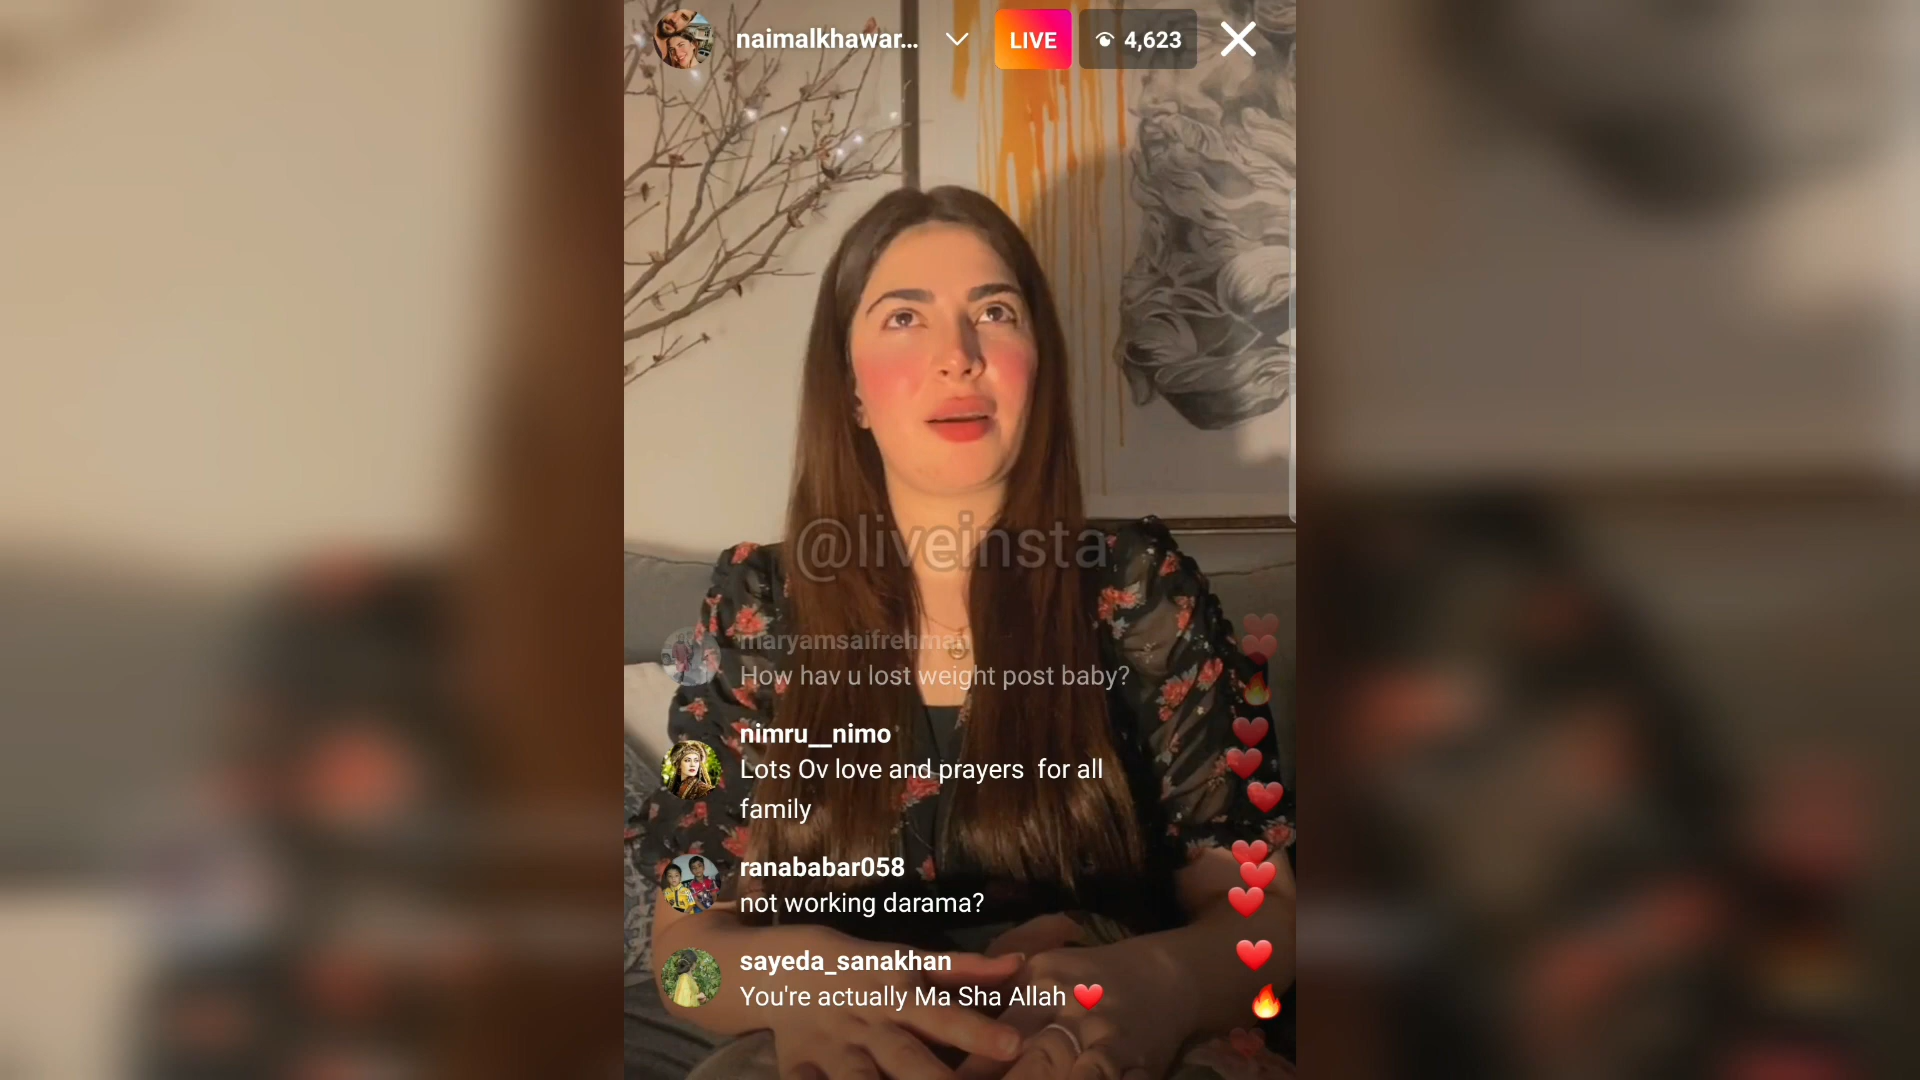 naimalkhawar...
LIVE
4,623
@liveinsta
maryamsaifrehman
How hav u lost weight post baby?
nimru__nimo
Lots Ov love and prayers for all
family
ranababar058
not working darama?
sayeda_sanakhan
You're actually Ma Sha Allah ❤️